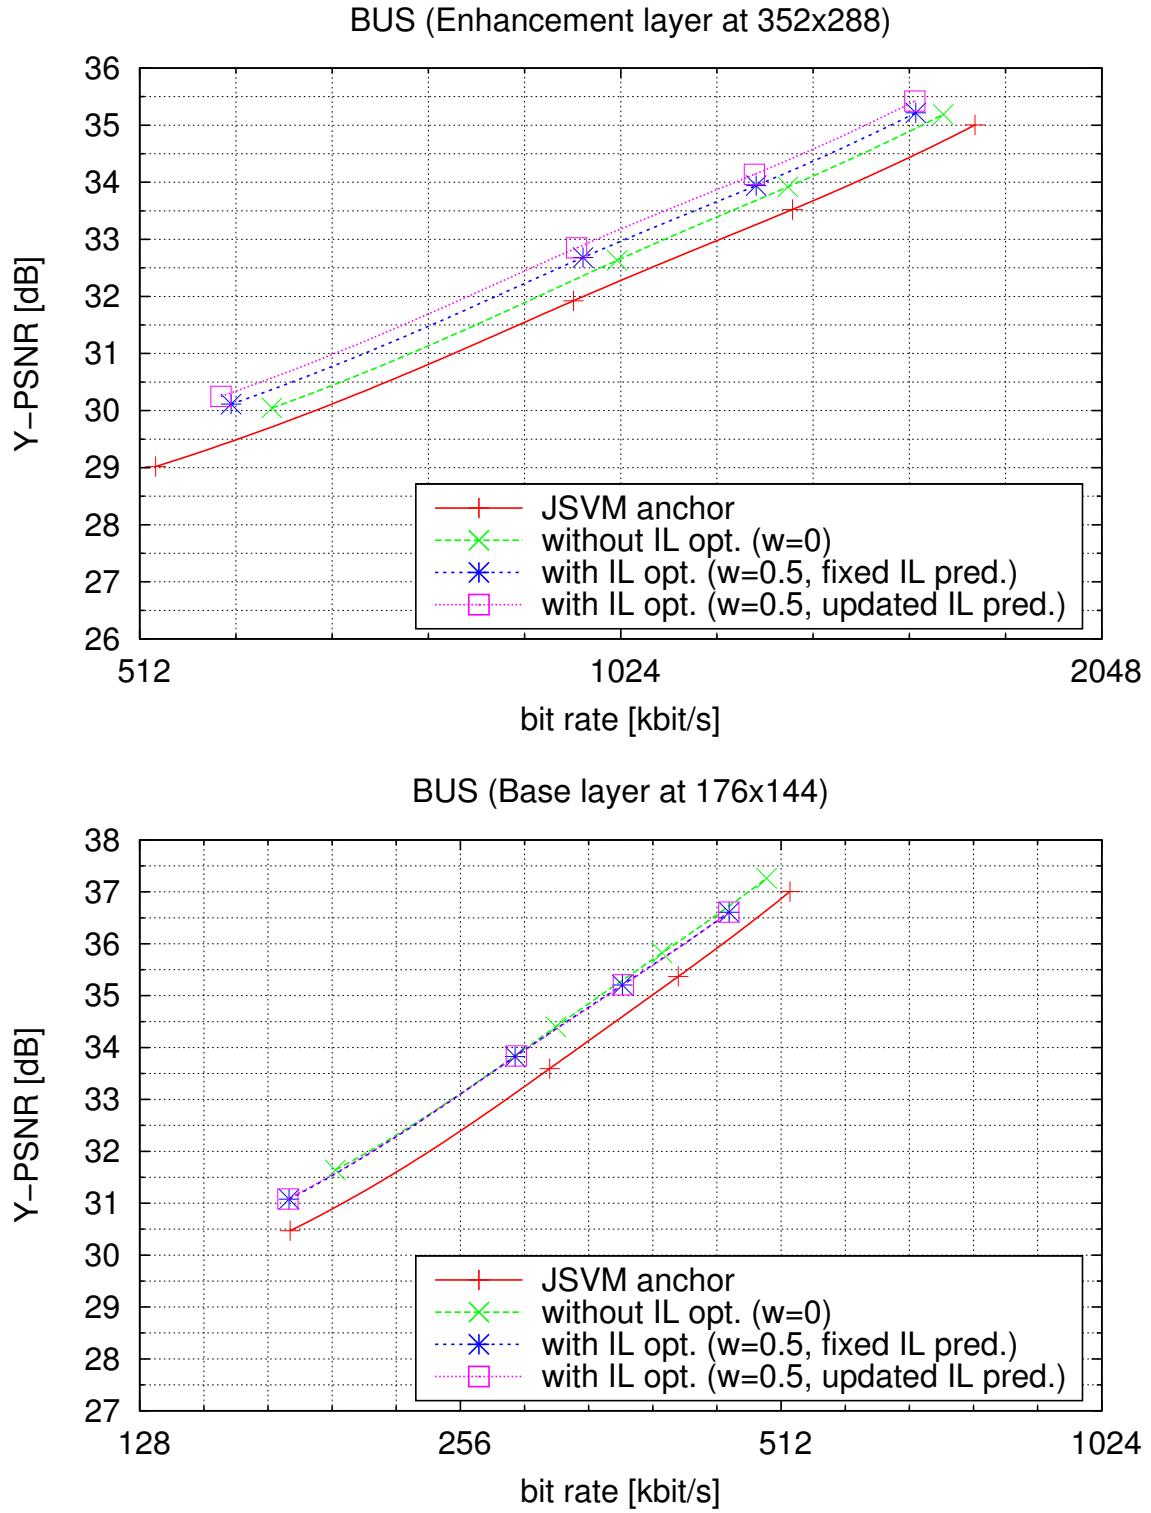 BUS (Enhancement layer at 352x288)
36
35
34
33
32
31
30
29
28
27
26
Y-PSNR [dB]
JSVM anchor
without IL opt. (w=0)
with IL opt. (w=0.5, fixed IL pred.)
with IL opt. (w=0.5, updated IL pred.)
512 1024 2048
bit rate [kbit/s]
BUS (Base layer at 176x144)
38
37
36
35
34
33
32
31
30
29
28
27
Y-PSNR [dB]
JSVM anchor
without IL opt. (w=0)
with IL opt. (w=0.5, fixed IL pred.)
with IL opt. (w=0.5, updated IL pred.)
128 256 512 1024
bit rate [kbit/s]